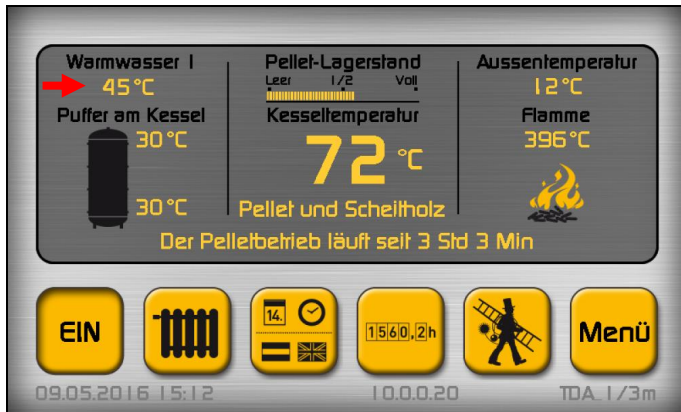 Warmwasser 1
45°C
Puffer am Kessel
30°C
30°C
Pellet-Lagerstand
Leer 1/2 Voll
Kesseltemperatur
72 °C
Pellet und Scheitholz
Aussentemperatur
12°C
Flamme
396°C
Der Pelletbetrieb läuft seit 3 Std 3 Min
EIN
14.
1560,2h
Menü
09.05.2016 15:12
10.0.0.20
TDA_1/3m